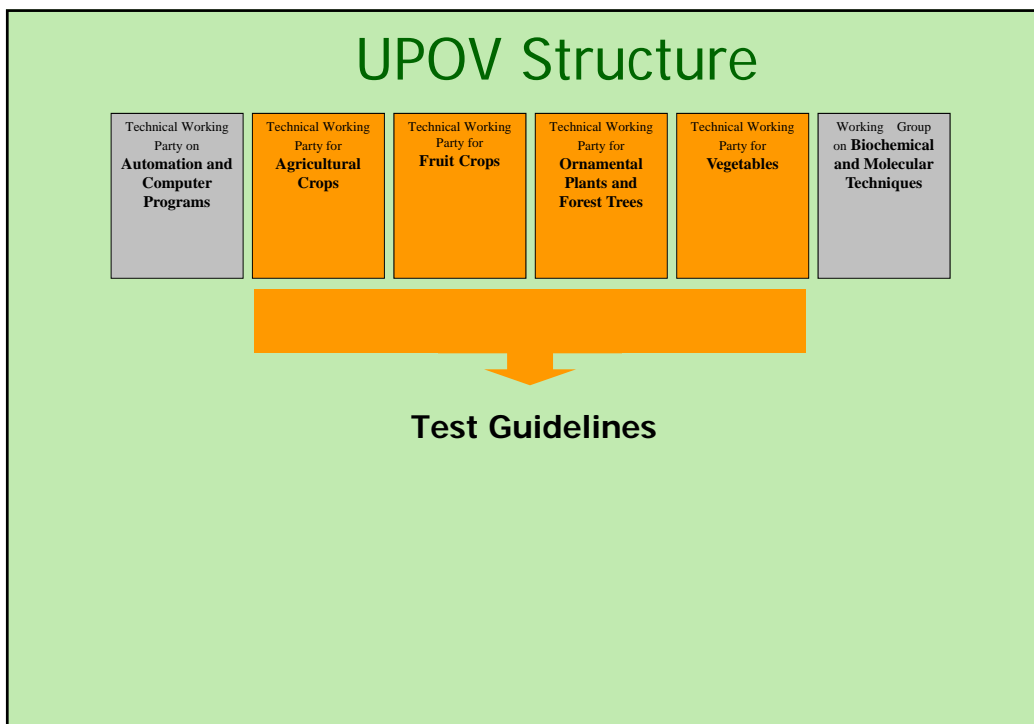 UPOV Structure
Technical Working
Party on
Automation and
Computer
Programs
Technical Working
Party for
Agricultural
Crops
Technical Working
Party for
Fruit Crops
Technical Working
Party for
Ornamental
Plants and
Forest Trees
Technical Working
Party for
Vegetables
Working Group
on Biochemical
and Molecular
Techniques
Test Guidelines